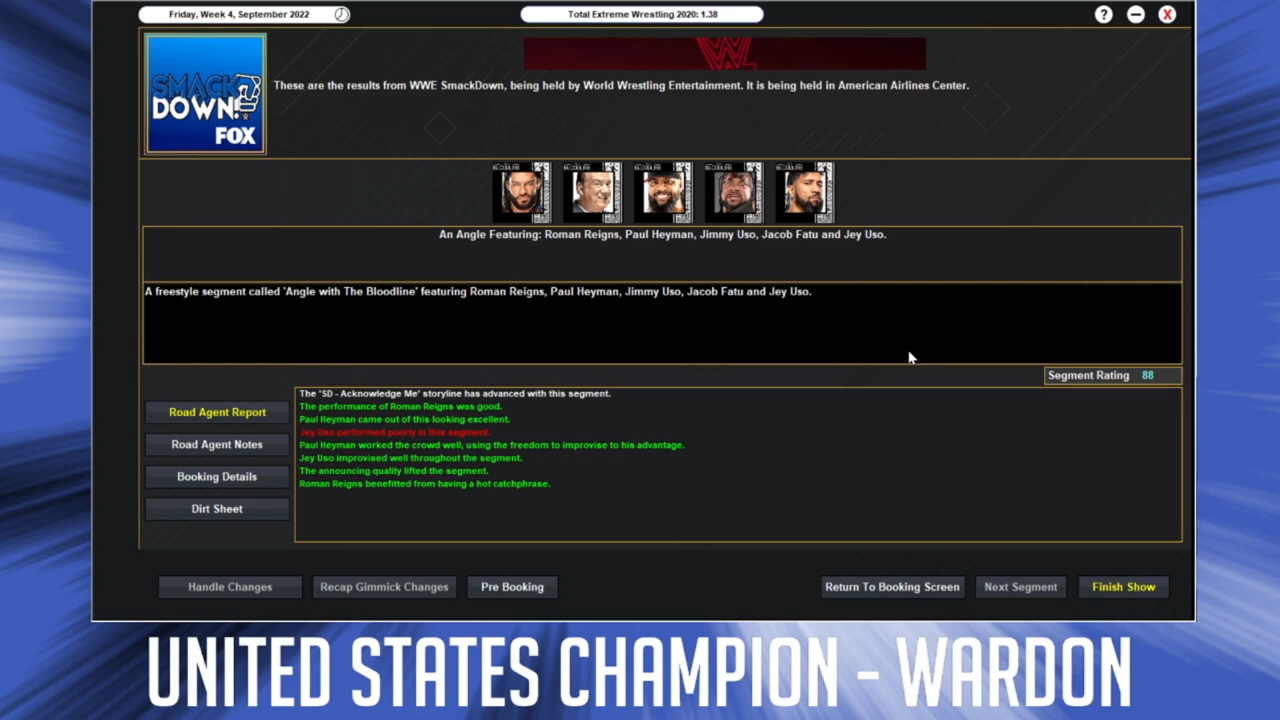 Friday, Week 4, September 2022
Total Extreme Wrestling 2020: 1.38
?
X
SMACK
DOWN!
FOX
These are the results from WWE SmackDown, being held by World Wrestling Entertainment. It is being held in American Airlines Center.
An Angle Featuring: Roman Reigns, Paul Heyman, Jimmy Uso, Jacob Fatu and Jey Uso.
A freestyle segment called 'Angle with The Bloodline' featuring Roman Reigns, Paul Heyman, Jimmy Uso, Jacob Fatu and Jey Uso.
Segment Rating 88
The 'SD - Acknowledge Me' storyline has advanced with this segment.
The performance of Roman Reigns was good.
Paul Heyman came out of this looking excellent.
Jey Uso performed poorly in this segment.
Paul Heyman worked the crowd well, using the freedom to improvise to his advantage.
Jey Uso improvised well throughout the segment.
The announcing quality lifted the segment.
Roman Reigns benefitted from having a hot catchphrase.
Road Agent Report
Road Agent Notes
Booking Details
Dirt Sheet
Handle Changes
Recap Gimmick Changes
Pre Booking
Return To Booking Screen
Next Segment
Finish Show
UNITED STATES CHAMPION - WARDON